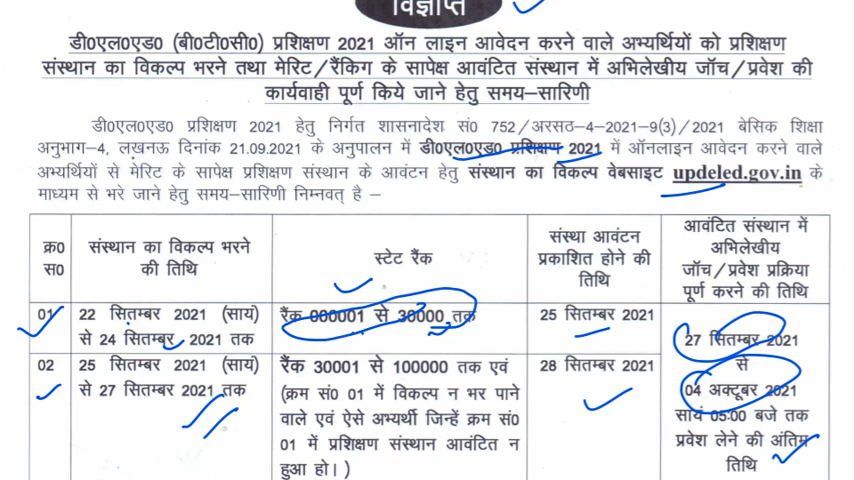 विज्ञप्ति
डी0एल0एड0 (बी0टी0सी0) प्रशिक्षण 2021 ऑन लाइन आवेदन करने वाले अभ्यर्थियों को प्रशिक्षण
संस्थान का विकल्प भरने तथा मेरिट/रैंकिग के सापेक्ष आवंटित संस्थान में अभिलेखीय जॉच/प्रवेश की
कार्यवाही पूर्ण किये जाने हेतु समय–सारिणी
डी0एल0एड0 प्रशिक्षण 2021 हेतु निर्गत शासनादेश सं0 752/अरसठ–4–2021–9(3)/2021 बेसिक शिक्षा
अनुभाग–4, लखनऊ दिनांक 21.09.2021 के अनुपालन में डी0एल0एड0 प्रशिक्षण 2021 में ऑनलाइन आवेदन करने वाले
अभ्यर्थियों से मेरिट के सापेक्ष प्रशिक्षण संस्थान के आवंटन हेतु संस्थान का विकल्प वेबसाइट updeled.gov.in के
माध्यम से भरे जाने हेतु समय–सारिणी निम्नवत् है –
क्र0
स0
संस्थान का विकल्प भरने
की तिथि
स्टेट रैंक
संस्था आवंटन
प्रकाशित होने की
तिथि
आवंटित संस्थान में
अभिलेखीय
जॉच/प्रवेश प्रक्रिया
पूर्ण करने की तिथि
01
22 सितम्बर 2021 (सायं)
से 24 सितम्बर 2021 तक
रैंक 000001 से 30000 तक
25 सितम्बर 2021
27 सितम्बर 2021
से
04 अक्टूबर 2021
सायं 05:00 बजे तक
प्रवेश लेने की अंतिम
तिथि
02
25 सितम्बर 2021 (सायं)
से 27 सितम्बर 2021 तक
रैंक 30001 से 100000 तक एवं
(क्रम सं0 01 में विकल्प न भर पाने
वाले एवं ऐसे अभ्यर्थी जिन्हें क्रम सं0
01 में प्रशिक्षण संस्थान आवंटित न
हुआ हो। )
28 सितम्बर 2021